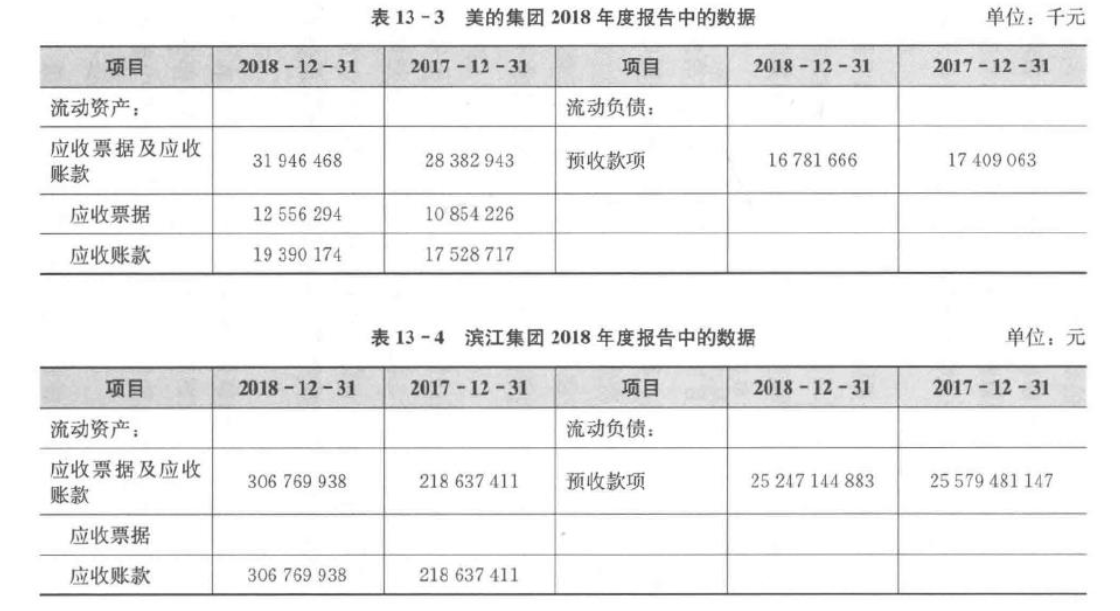 表 13-3 美的集团 2018 年度报告中的数据 单位：千元
项目 2018-12-31 2017-12-31 项目 2018-12-31 2017-12-31
流动资产： 流动负债：
应收票据及应收账款 31 946 468 28 382 943 预收款项 16 781 666 17 409 063
应收票据 12 556 294 10 854 226
应收账款 19 390 174 17 528 717
表 13-4 滨江集团 2018 年度报告中的数据 单位：元
项目 2018-12-31 2017-12-31 项目 2018-12-31 2017-12-31
流动资产： 流动负债：
应收票据及应收账款 306 769 938 218 637 411 预收款项 25 247 144 883 25 579 481 147
应收票据
应收账款 306 769 938 218 637 411